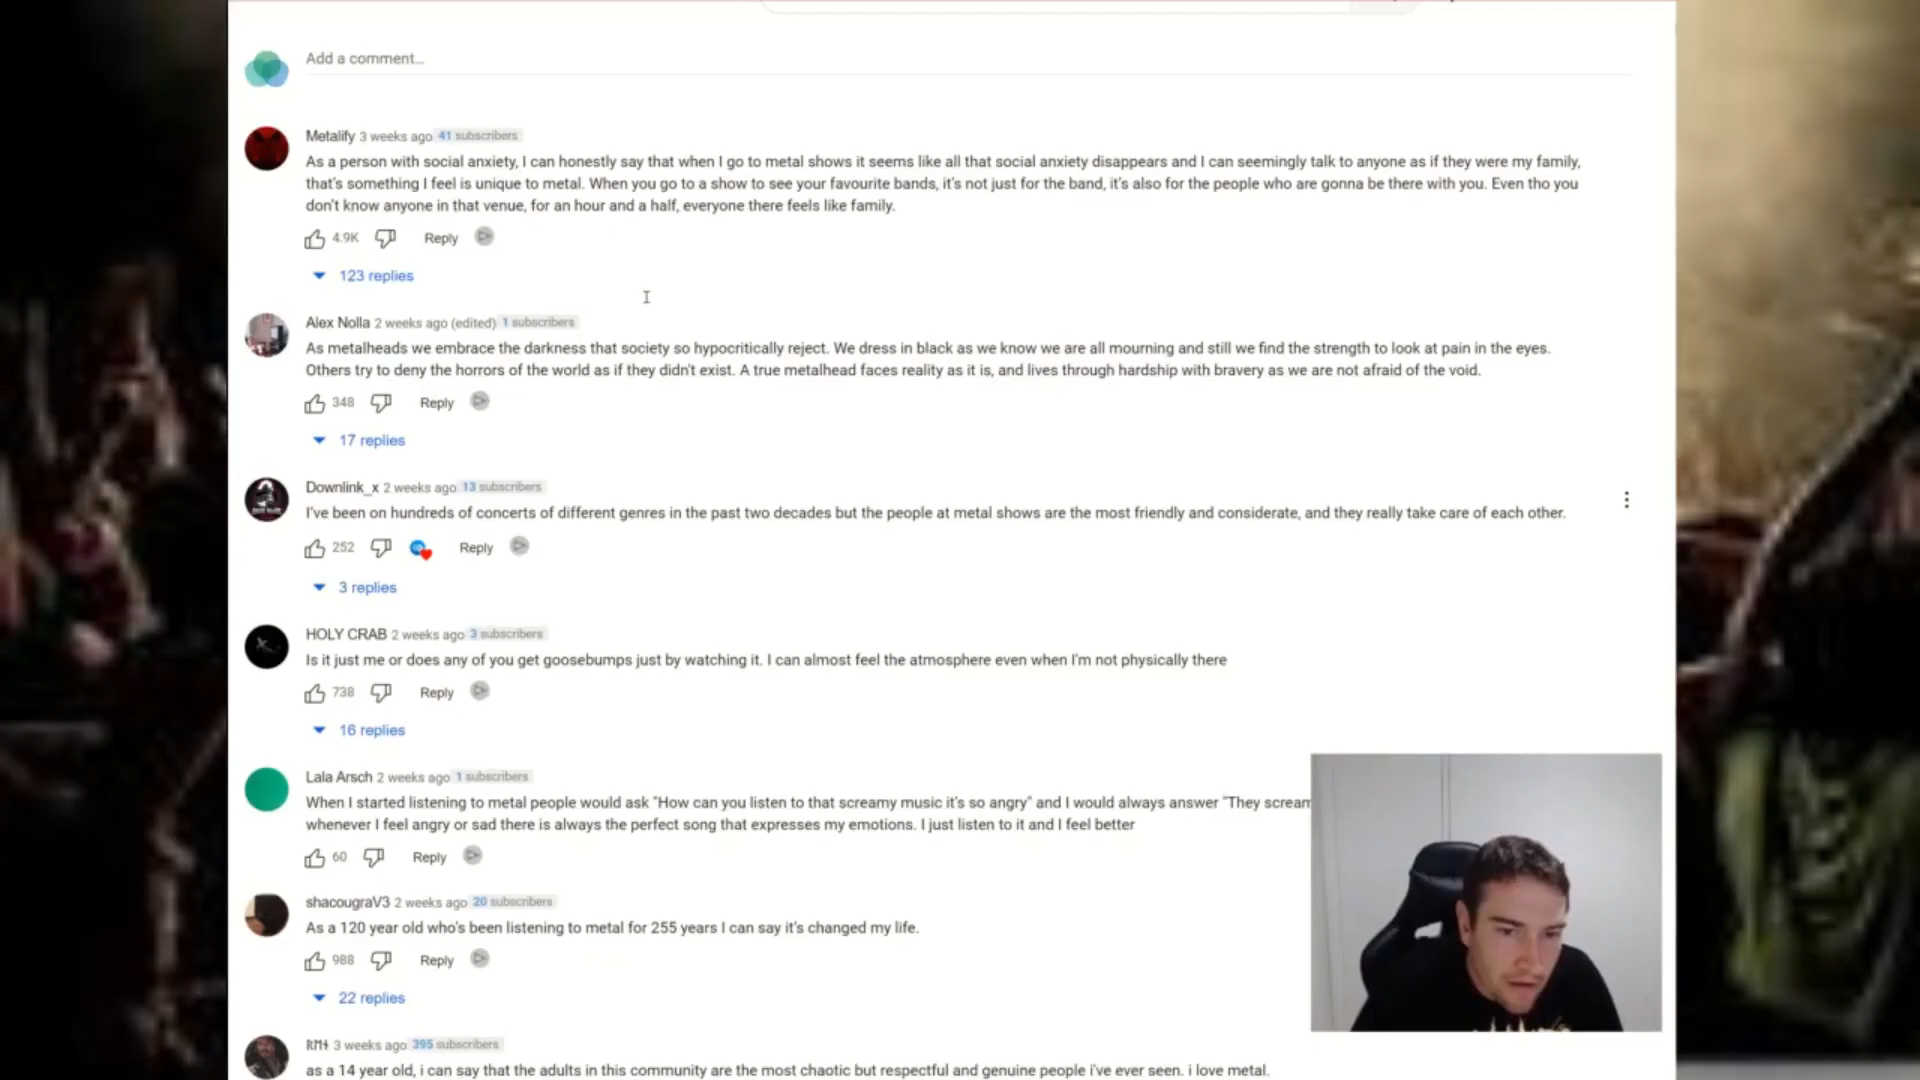 Add a comment...
Metalify 3 weeks ago 41 subscribers
As a person with social anxiety, I can honestly say that when I go to metal shows it seems like all that social anxiety disappears and I can seemingly talk to anyone as if they were my family,
that's something I feel is unique to metal. When you go to a show to see your favourite bands, it's not just for the band, it's also for the people who are gonna be there with you. Even tho you
don't know anyone in that venue, for an hour and a half, everyone there feels like family.
4.9K Reply
123 replies
Alex Nolla 2 weeks ago (edited) 1 subscribers
As metalheads we embrace the darkness that society so hypocritically reject. We dress in black as we know we are all mourning and still we find the strength to look at pain in the eyes.
Others try to deny the horrors of the world as if they didn't exist. A true metalhead faces reality as it is, and lives through hardship with bravery as we are not afraid of the void.
348 Reply
17 replies
Downlink_x 2 weeks ago 13 subscribers
I've been on hundreds of concerts of different genres in the past two decades but the people at metal shows are the most friendly and considerate, and they really take care of each other.
252 Reply
3 replies
HOLY CRAB 2 weeks ago 3 subscribers
Is it just me or does any of you get goosebumps just by watching it. I can almost feel the atmosphere even when I'm not physically there
738 Reply
16 replies
Lala Arsch 2 weeks ago 1 subscribers
When I started listening to metal people would ask "How can you listen to that screamy music it's so angry" and I would always answer "They scream
whenever I feel angry or sad there is always the perfect song that expresses my emotions. I just listen to it and I feel better
60 Reply
shacougraV3 2 weeks ago 20 subscribers
As a 120 year old who's been listening to metal for 255 years I can say it's changed my life.
988 Reply
22 replies
3 weeks ago 395 subscribers
as a 14 year old, i can say that the adults in this community are the most chaotic but respectful and genuine people i've ever seen. i love metal.